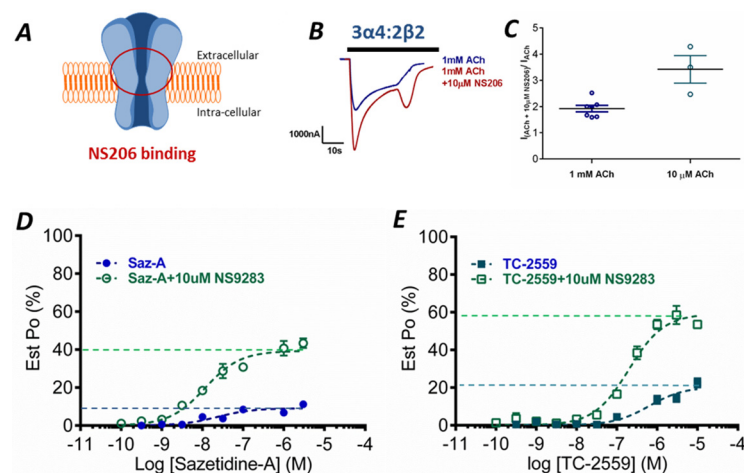 A
Extracellular
Intra-cellular
NS206 binding
B
3α4:2β2
1mM ACh
1mM ACh
+10μM NS206
1000nA
10s
C
I(ACh + 10μM NS206)/ IACh
5
4
3
2
1
0
1 mM ACh
10 μM ACh
D
Est Po (%)
100
80
60
40
20
0
Saz-A
Saz-A+10uM NS9283
-11 -10 -9 -8 -7 -6 -5 -4
Log [Sazetidine-A] (M)
E
Est Po (%)
100
80
60
40
20
0
TC-2559
TC-2559+10uM NS9283
-11 -10 -9 -8 -7 -6 -5 -4
log [TC-2559] (M)